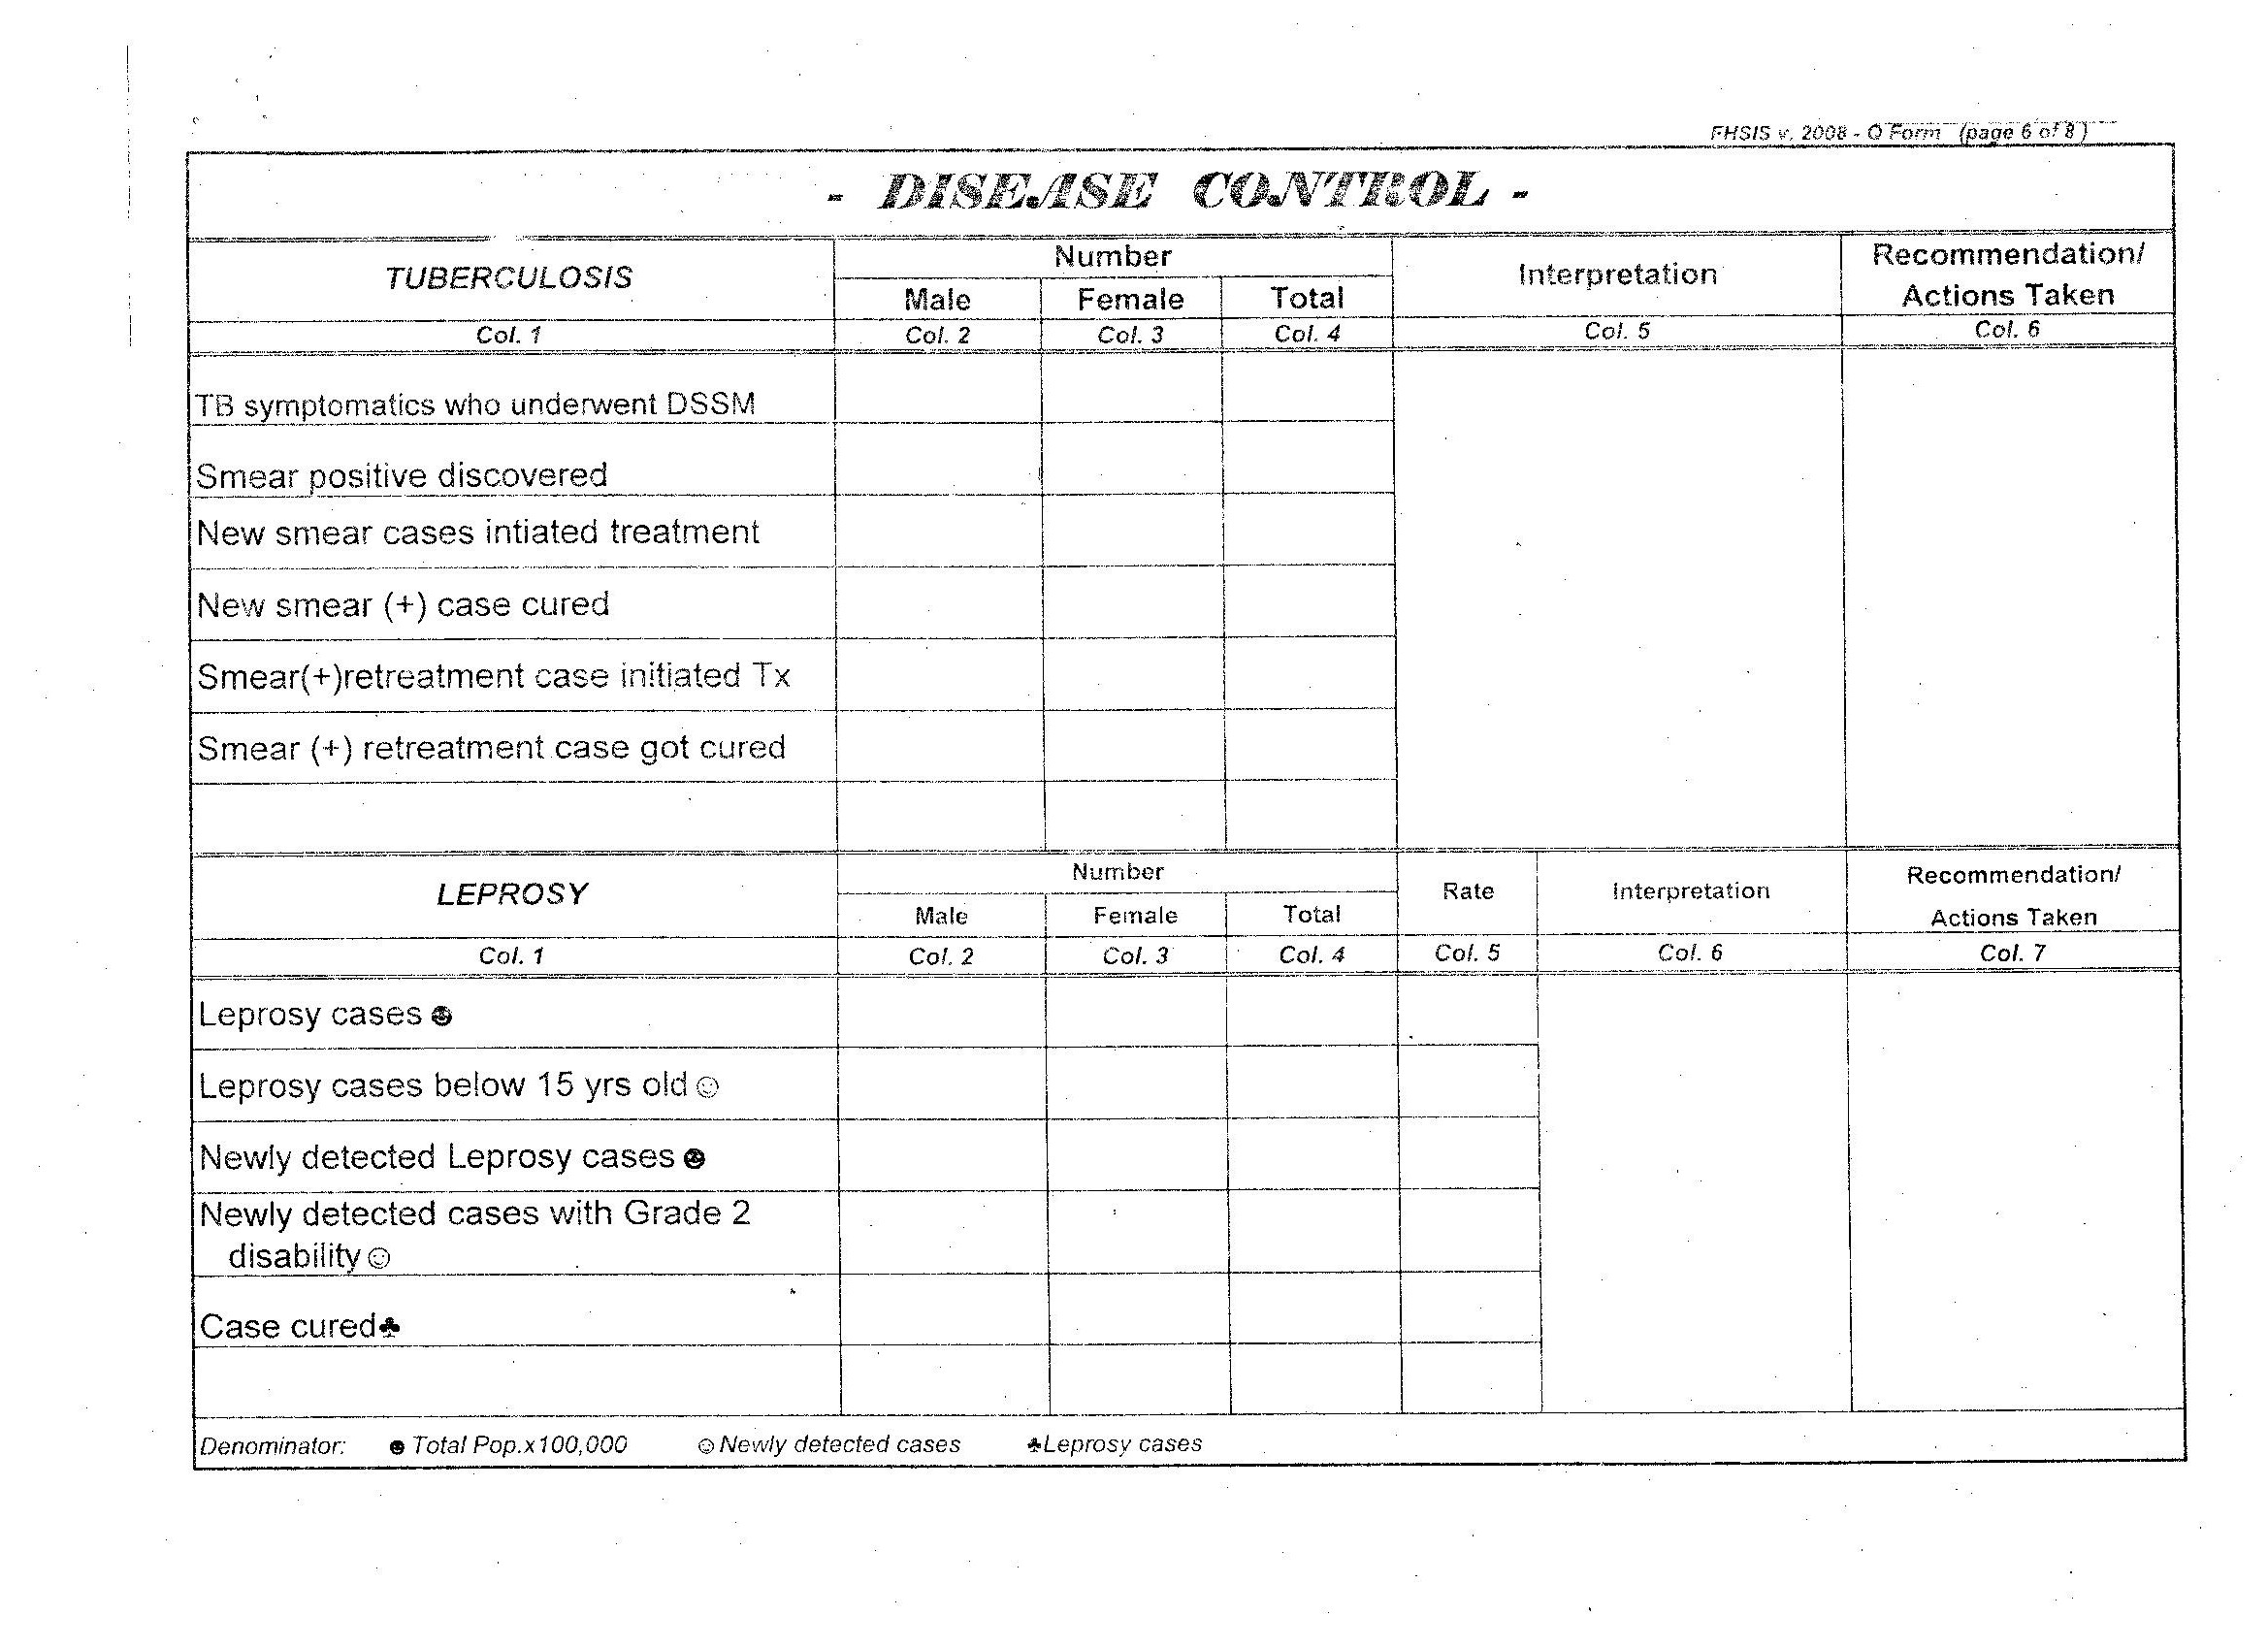 FHSIS v. 2008 - Q Form (page 6 of 8)
- DISEASE CONTROL -
TUBERCULOSIS Number Interpretation Recommendation/ Actions Taken
Male Female Total
Col. 1 Col. 2 Col. 3 Col. 4 Col. 5 Col. 6
TB symptomatics who underwent DSSM
Smear positive discovered
New smear cases intiated treatment
New smear (+) case cured
Smear(+)retreatment case initiated Tx
Smear (+) retreatment case got cured
LEPROSY Number Rate Interpretation Recommendation/ Actions Taken
Male Female Total
Col. 1 Col. 2 Col. 3 Col. 4 Col. 5 Col. 6 Col. 7
Leprosy cases ☻
Leprosy cases below 15 yrs old ☺
Newly detected Leprosy cases ☻
Newly detected cases with Grade 2
disability ☺
Case cured♣
Denominator: ☻ Total Pop.x100,000 ☺ Newly detected cases ♣Leprosy cases